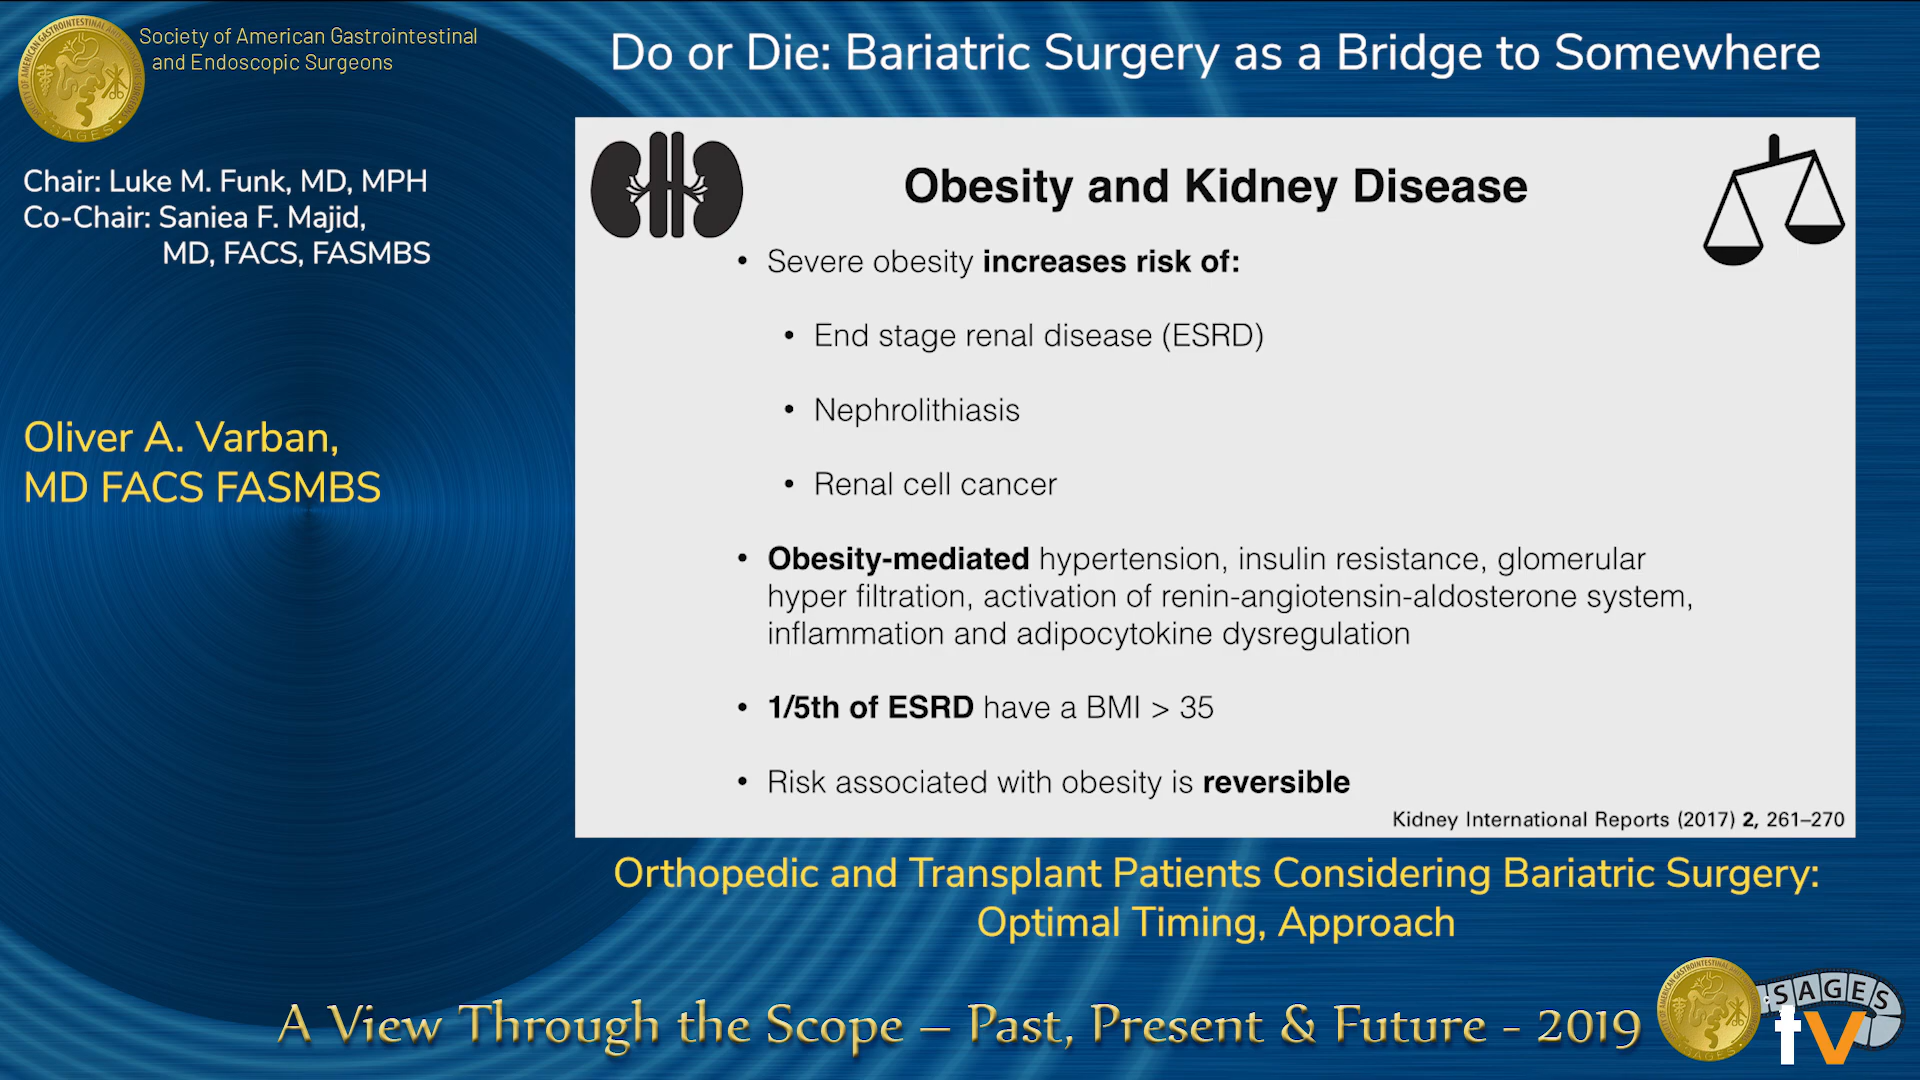 Society of American Gastrointestinal
and Endoscopic Surgeons
Do or Die: Bariatric Surgery as a Bridge to Somewhere
Chair: Luke M. Funk, MD, MPH
Co-Chair: Saniea F. Majid,
MD, FACS, FASMBS
Oliver A. Varban,
MD FACS FASMBS
Obesity and Kidney Disease
• Severe obesity increases risk of:
• End stage renal disease (ESRD)
• Nephrolithiasis
• Renal cell cancer
• Obesity-mediated hypertension, insulin resistance, glomerular
hyper filtration, activation of renin-angiotensin-aldosterone system,
inflammation and adipocytokine dysregulation
• 1/5th of ESRD have a BMI > 35
• Risk associated with obesity is reversible
Kidney International Reports (2017) 2, 261–270
Orthopedic and Transplant Patients Considering Bariatric Surgery:
Optimal Timing, Approach
A View Through the Scope – Past, Present & Future - 2019
SAGES
tv